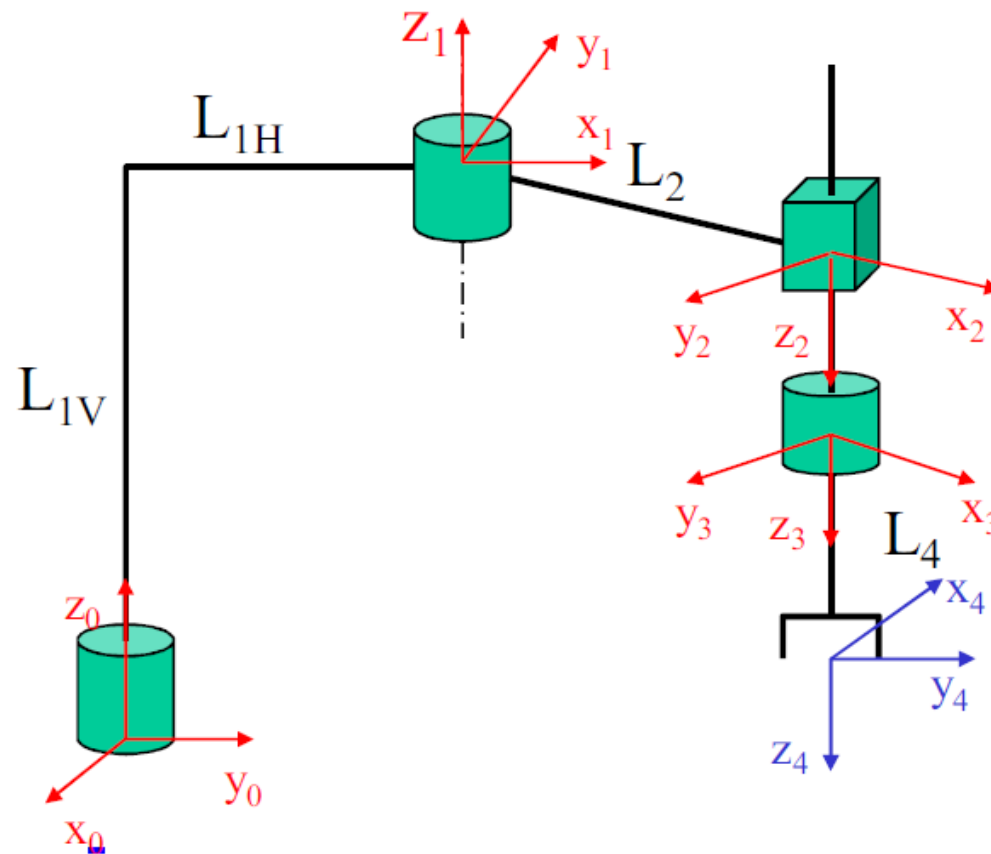 z₁
y₁
L₁H
x₁
L₂
y₂
z₂
x₂
L₁V
y₃
z₃
x₃
L₄
z₀
x₄
y₀
y₄
x₀
z₄